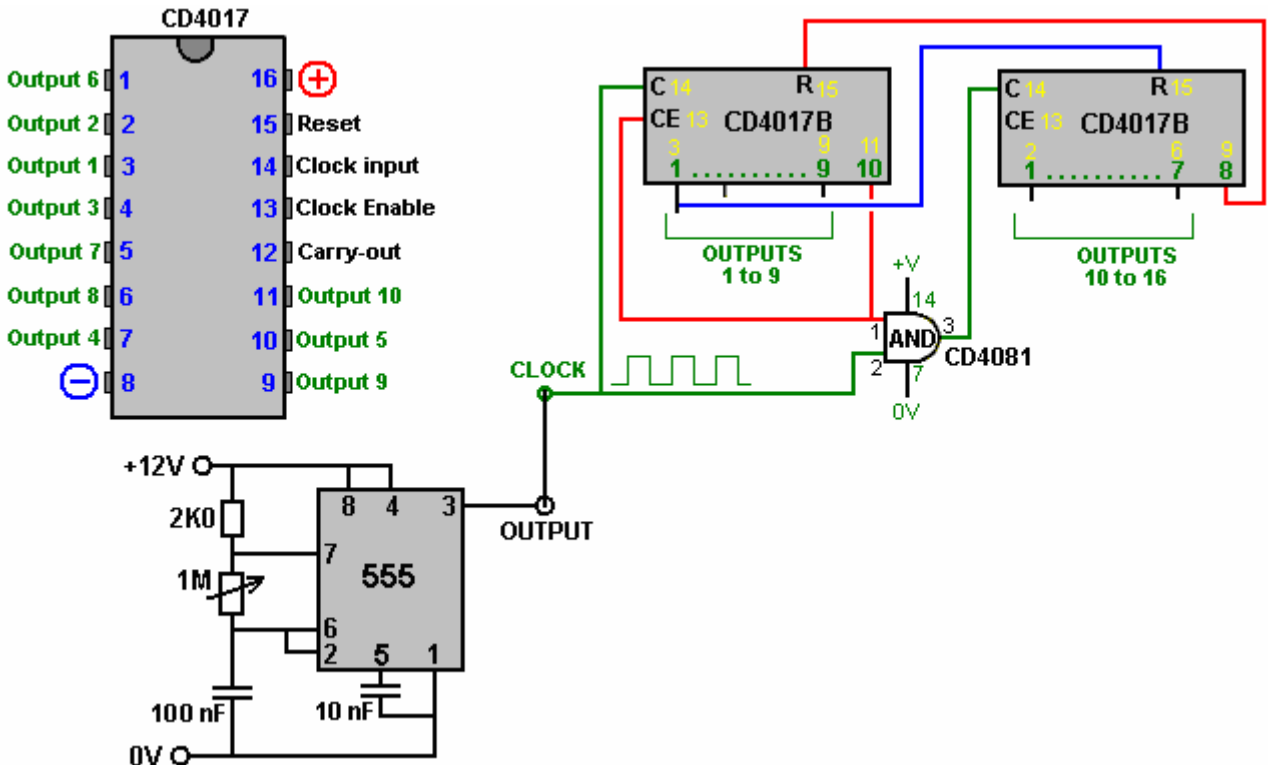 CD4017
Output 6 1 16 +
Output 2 2 15 Reset
Output 1 3 14 Clock input
Output 3 4 13 Clock Enable
Output 7 5 12 Carry-out
Output 8 6 11 Output 10
Output 4 7 10 Output 5
− 8 9 Output 9
C 14 R 15
CE 13 CD4017B
3 9 11
1 . . . . . . . . . . 9 10
OUTPUTS
1 to 9
C 14 R 15
CE 13 CD4017B
2 6 9
1 . . . . . . . . . . 7 8
OUTPUTS
10 to 16
+V
14
1 AND 3
2 CD4081
7
0V
CLOCK
OUTPUT
+12V
8 4 3
2K0
7
1M
555
6
2
5 1
100 nF
10 nF
0V